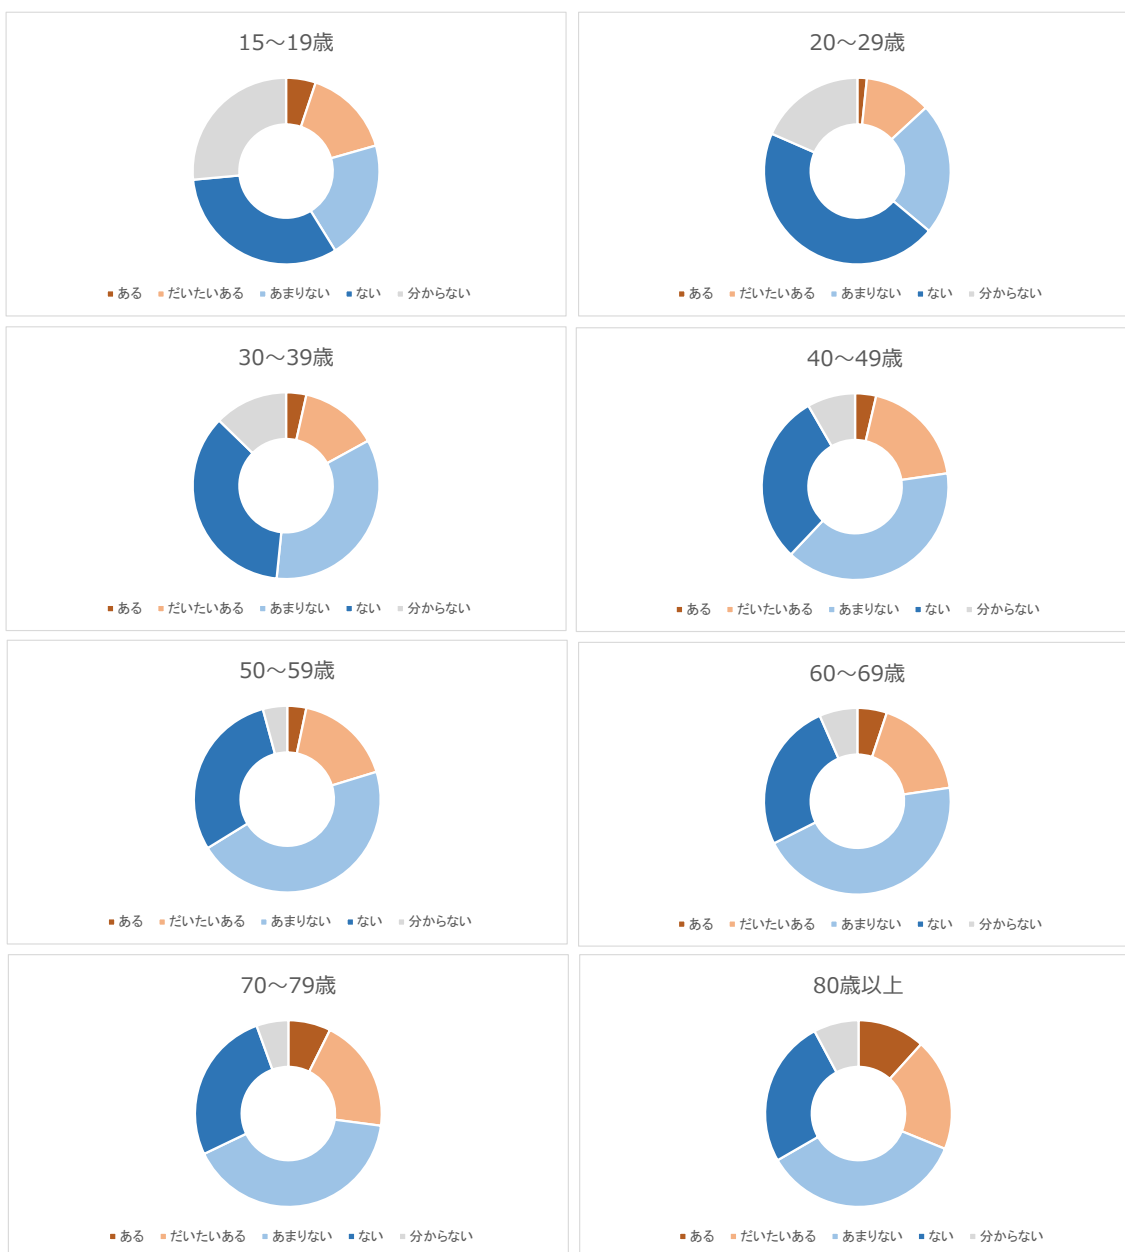 15～19歳
ある だいたいある あまりない ない 分からない
20～29歳
ある だいたいある あまりない ない 分からない
30～39歳
ある だいたいある あまりない ない 分からない
40～49歳
ある だいたいある あまりない ない 分からない
50～59歳
ある だいたいある あまりない ない 分からない
60～69歳
ある だいたいある あまりない ない 分からない
70～79歳
ある だいたいある あまりない ない 分からない
80歳以上
ある だいたいある あまりない ない 分からない